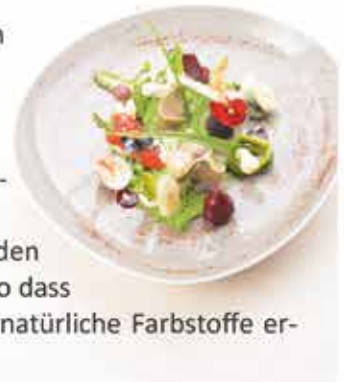 n
-
den
o dass
natürliche Farbstoffe er-